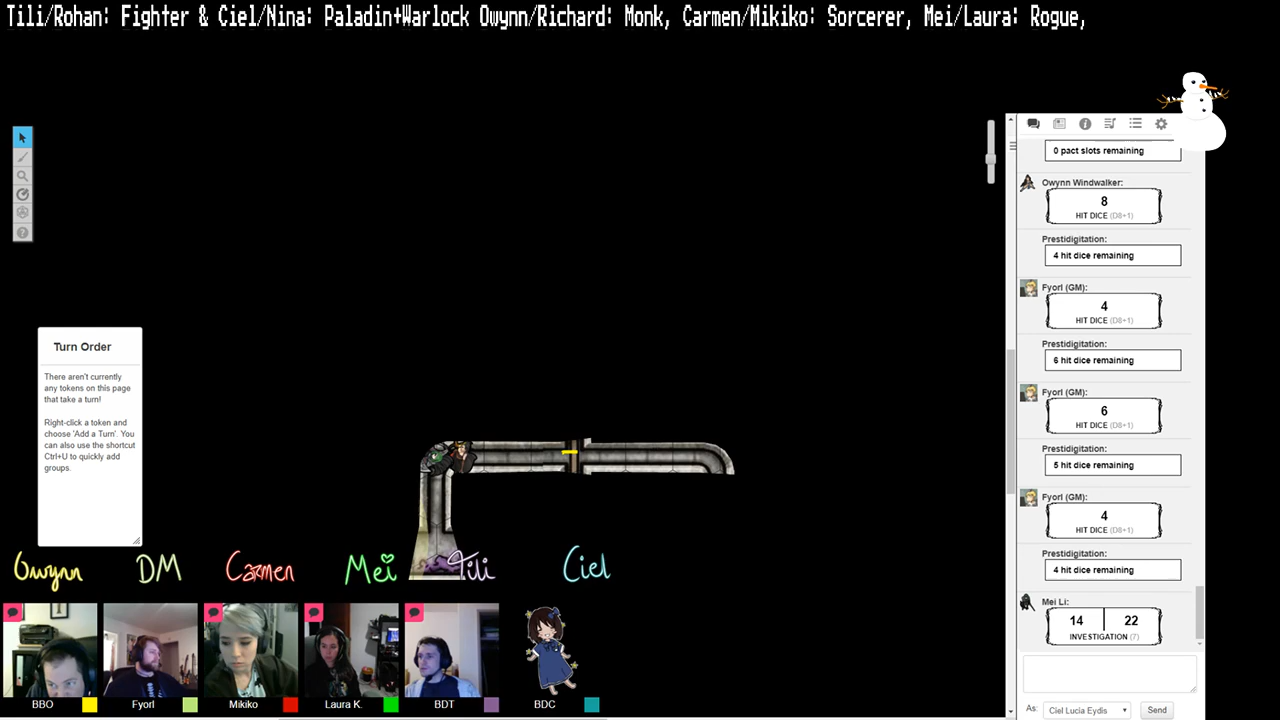 Tili/Rohan: Fighter & Ciel/Nina: Paladin+Warlock Owynn/Richard: Monk, Carmen/Mikiko: Sorcerer, Mei/Laura: Rogue,
0 pact slots remaining
Owynn Windwalker:
8
HIT DICE (D8+1)
Prestidigitation:
4 hit dice remaining
Fyorl (GM):
4
HIT DICE (D8+1)
Prestidigitation:
6 hit dice remaining
Fyorl (GM):
6
HIT DICE (D8+1)
Prestidigitation:
5 hit dice remaining
Fyorl (GM):
4
HIT DICE (D8+1)
Prestidigitation:
4 hit dice remaining
Mei Li:
14 22
INVESTIGATION (7)
As: Ciel Lucia Eydis Send
Turn Order
There aren't currently
any tokens on this page
that take a turn!
Right-click a token and
choose 'Add a Turn'. You
can also use the shortcut
Ctrl+U to quickly add
groups.
Owynn DM Carmen Mei Tili Ciel
BBO Fyorl Mikiko Laura K. BDT BDC